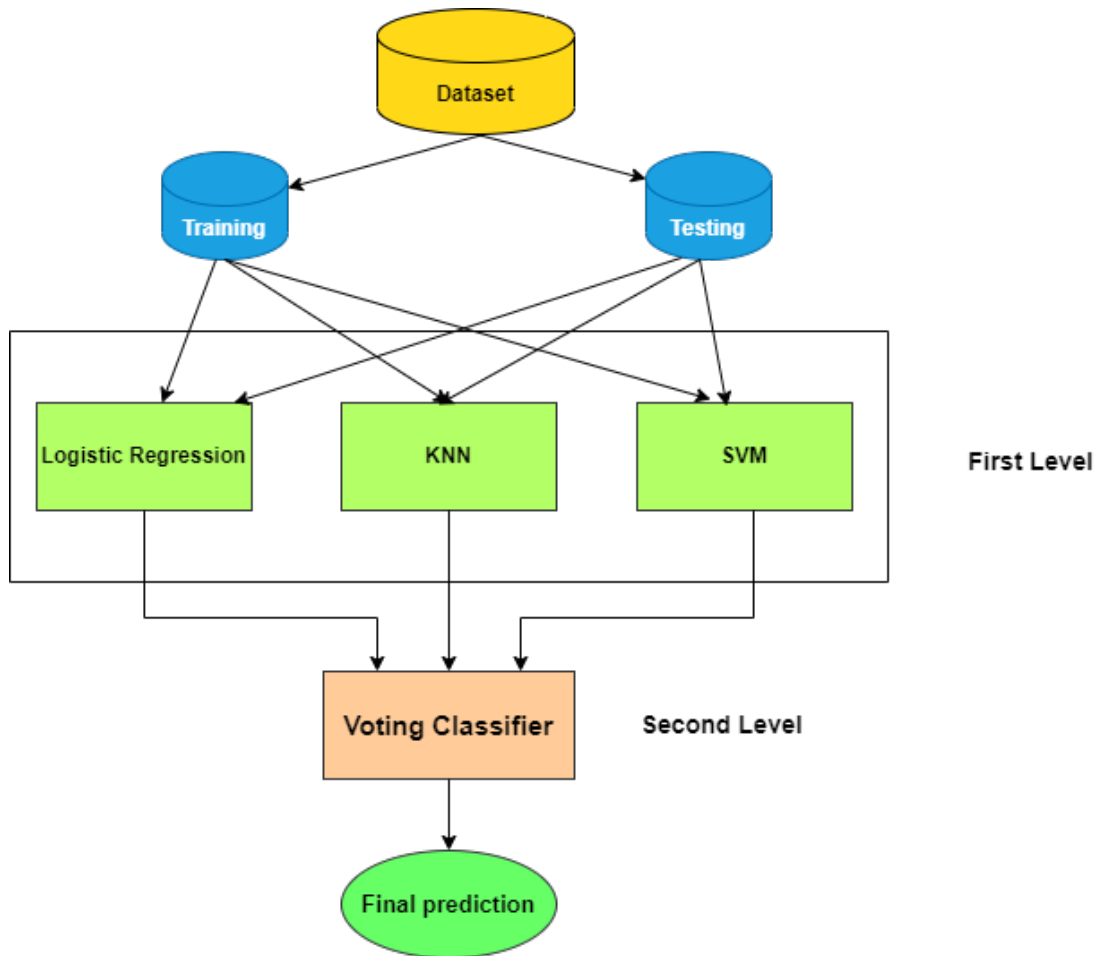 Dataset
Training
Testing
Logistic Regression
KNN
SVM
First Level
Voting Classifier
Second Level
Final prediction